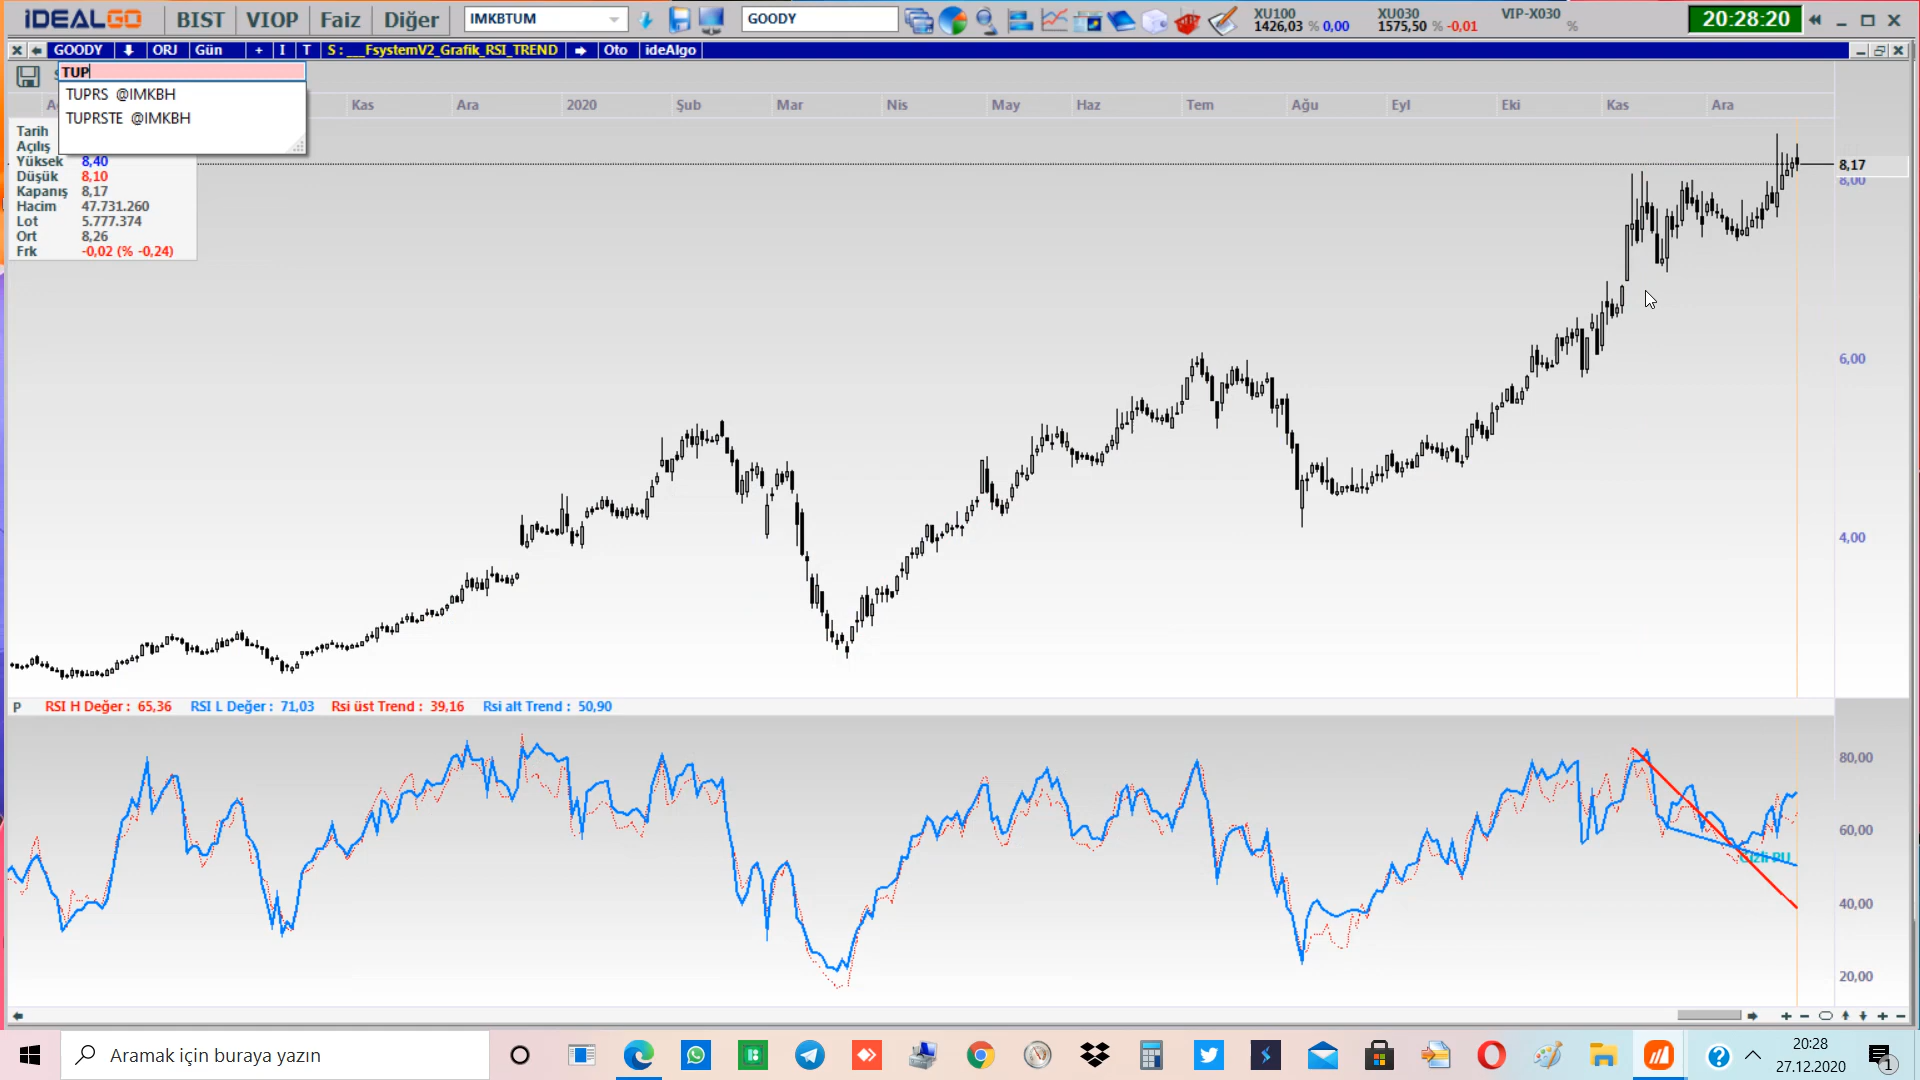 iDEALGO BIST VIOP Faiz Diğer IMKBTUM GOODY XU100 1426,03 % 0,00 XU030 1575,50 % -0,01 VIP-X030 % 20:28:20
GOODY ORJ Gün + I T S : ___FsystemV2_Grafik_RSI_TREND Oto ideAlgo
TUP
TUPRS @IMKBH
TUPRSTE @IMKBH
Kas Ara 2020 Şub Mar Nis May Haz Tem Ağu Eyl Eki Kas Ara
Tarih
Açılış
Yüksek 8,40
Düşük 8,10
Kapanış 8,17
Hacim 47.731.260
Lot 5.777.374
Ort 8,26
Frk -0,02 (% -0,24)
8,17
8,00
6,00
4,00
P RSI H Değer : 65,36 RSI L Değer : 71,03 Rsi üst Trend : 39,16 Rsi alt Trend : 50,90
80,00
60,00
Gizli PU
40,00
20,00
Aramak için buraya yazın
20:28
27.12.2020
1